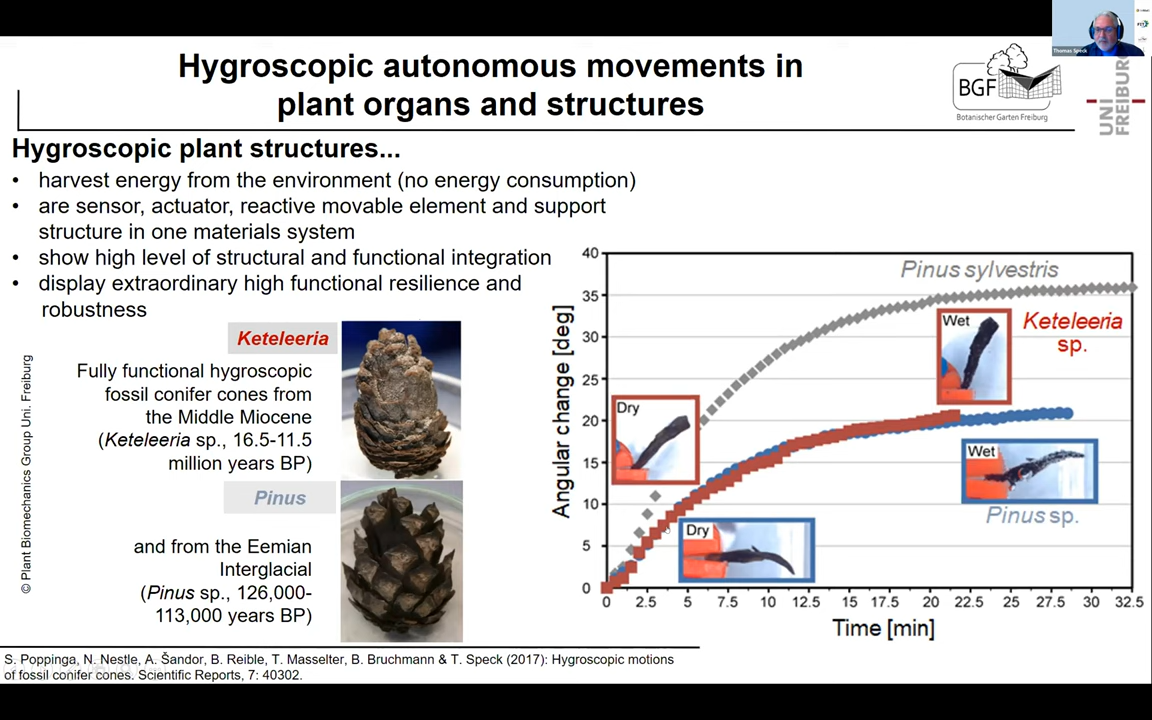 Hygroscopic autonomous movements in
plant organs and structures
BGF
Botanischer Garten Freiburg
UNI
FREIBURG
Thomas Speck
Hygroscopic plant structures...
• harvest energy from the environment (no energy consumption)
• are sensor, actuator, reactive movable element and support
structure in one materials system
• show high level of structural and functional integration
• display extraordinary high functional resilience and
robustness
Keteleeria
Fully functional hygroscopic
fossil conifer cones from
the Middle Miocene
(Keteleeria sp., 16.5-11.5
million years BP)
Pinus
and from the Eemian
Interglacial
(Pinus sp., 126,000-
113,000 years BP)
© Plant Biomechanics Group Uni. Freiburg
Angular change [deg]
40
35
30
25
20
15
10
5
0
Pinus sylvestris
Wet
Keteleeria
sp.
Dry
Wet
Pinus sp.
Dry
0 2.5 5 7.5 10 12.5 15 17.5 20 22.5 25 27.5 30 32.5
Time [min]
S. Poppinga, N. Nestle, A. Šandor, B. Reible, T. Masselter, B. Bruchmann & T. Speck (2017): Hygroscopic motions
of fossil conifer cones. Scientific Reports, 7: 40302.